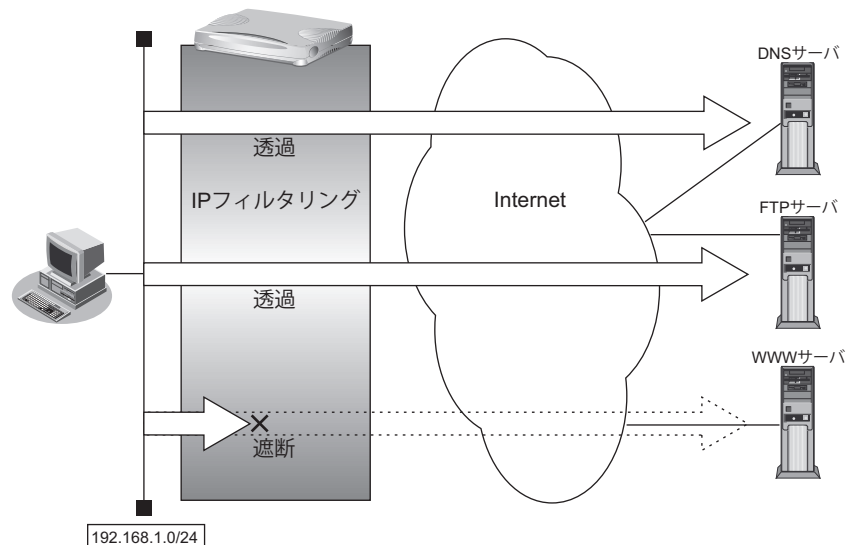 DNSサーバ
透過
IPフィルタリング
Internet
FTPサーバ
透過
WWWサーバ
遮断
192.168.1.0/24